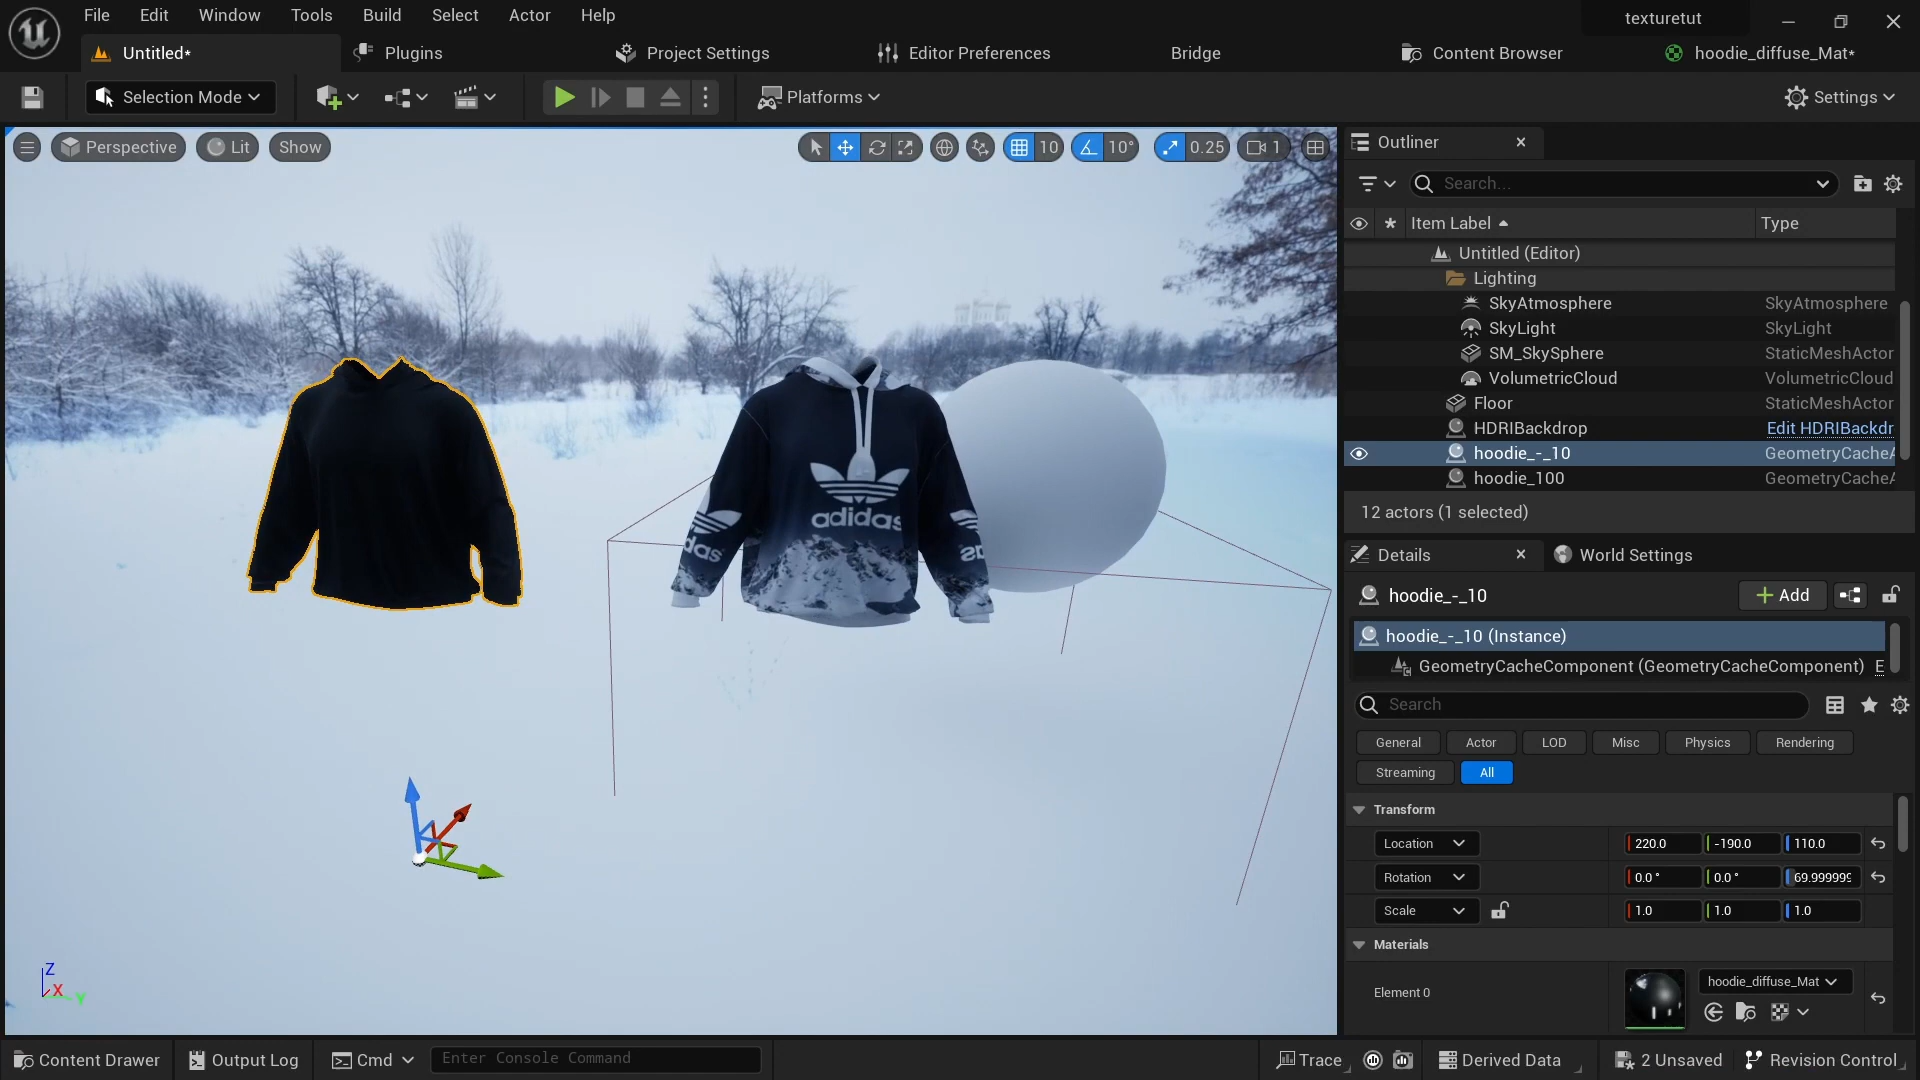 File Edit Window Tools Build Select Actor Help
texturetut
Untitled*
Plugins
Project Settings
Editor Preferences
Bridge
Content Browser
hoodie_diffuse_Mat*
Selection Mode
Platforms
Settings
Perspective
Lit
Show
10
10°
0.25
1
adidas
das
Z
X
Y
Outliner
Search...
Item Label
Type
Untitled (Editor)
Lighting
SkyAtmosphere SkyAtmosphere
SkyLight SkyLight
SM_SkySphere StaticMeshActor
VolumetricCloud VolumetricCloud
Floor StaticMeshActor
HDRIBackdrop Edit HDRIBackdr
hoodie_-_10 GeometryCacheA
hoodie_100 GeometryCacheA
12 actors (1 selected)
Details
World Settings
hoodie_-_10
Add
hoodie_-_10 (Instance)
GeometryCacheComponent (GeometryCacheComponent) E
Search
General Actor LOD Misc Physics Rendering
Streaming All
Transform
Location 220.0 -190.0 110.0
Rotation 0.0 ° 0.0 ° 69.999999
Scale 1.0 1.0 1.0
Materials
Element 0
hoodie_diffuse_Mat
Content Drawer
Output Log
Cmd
Enter Console Command
Trace
Derived Data
2 Unsaved
Revision Control